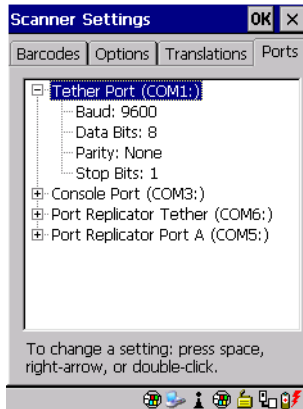 Scanner Settings OK ×
Barcodes Options Translations Ports
Tether Port (COM1:)
Baud: 9600
Data Bits: 8
Parity: None
Stop Bits: 1
Console Port (COM3:)
Port Replicator Tether (COM6:)
Port Replicator Port A (COM5:)
To change a setting: press space,
right-arrow, or double-click.